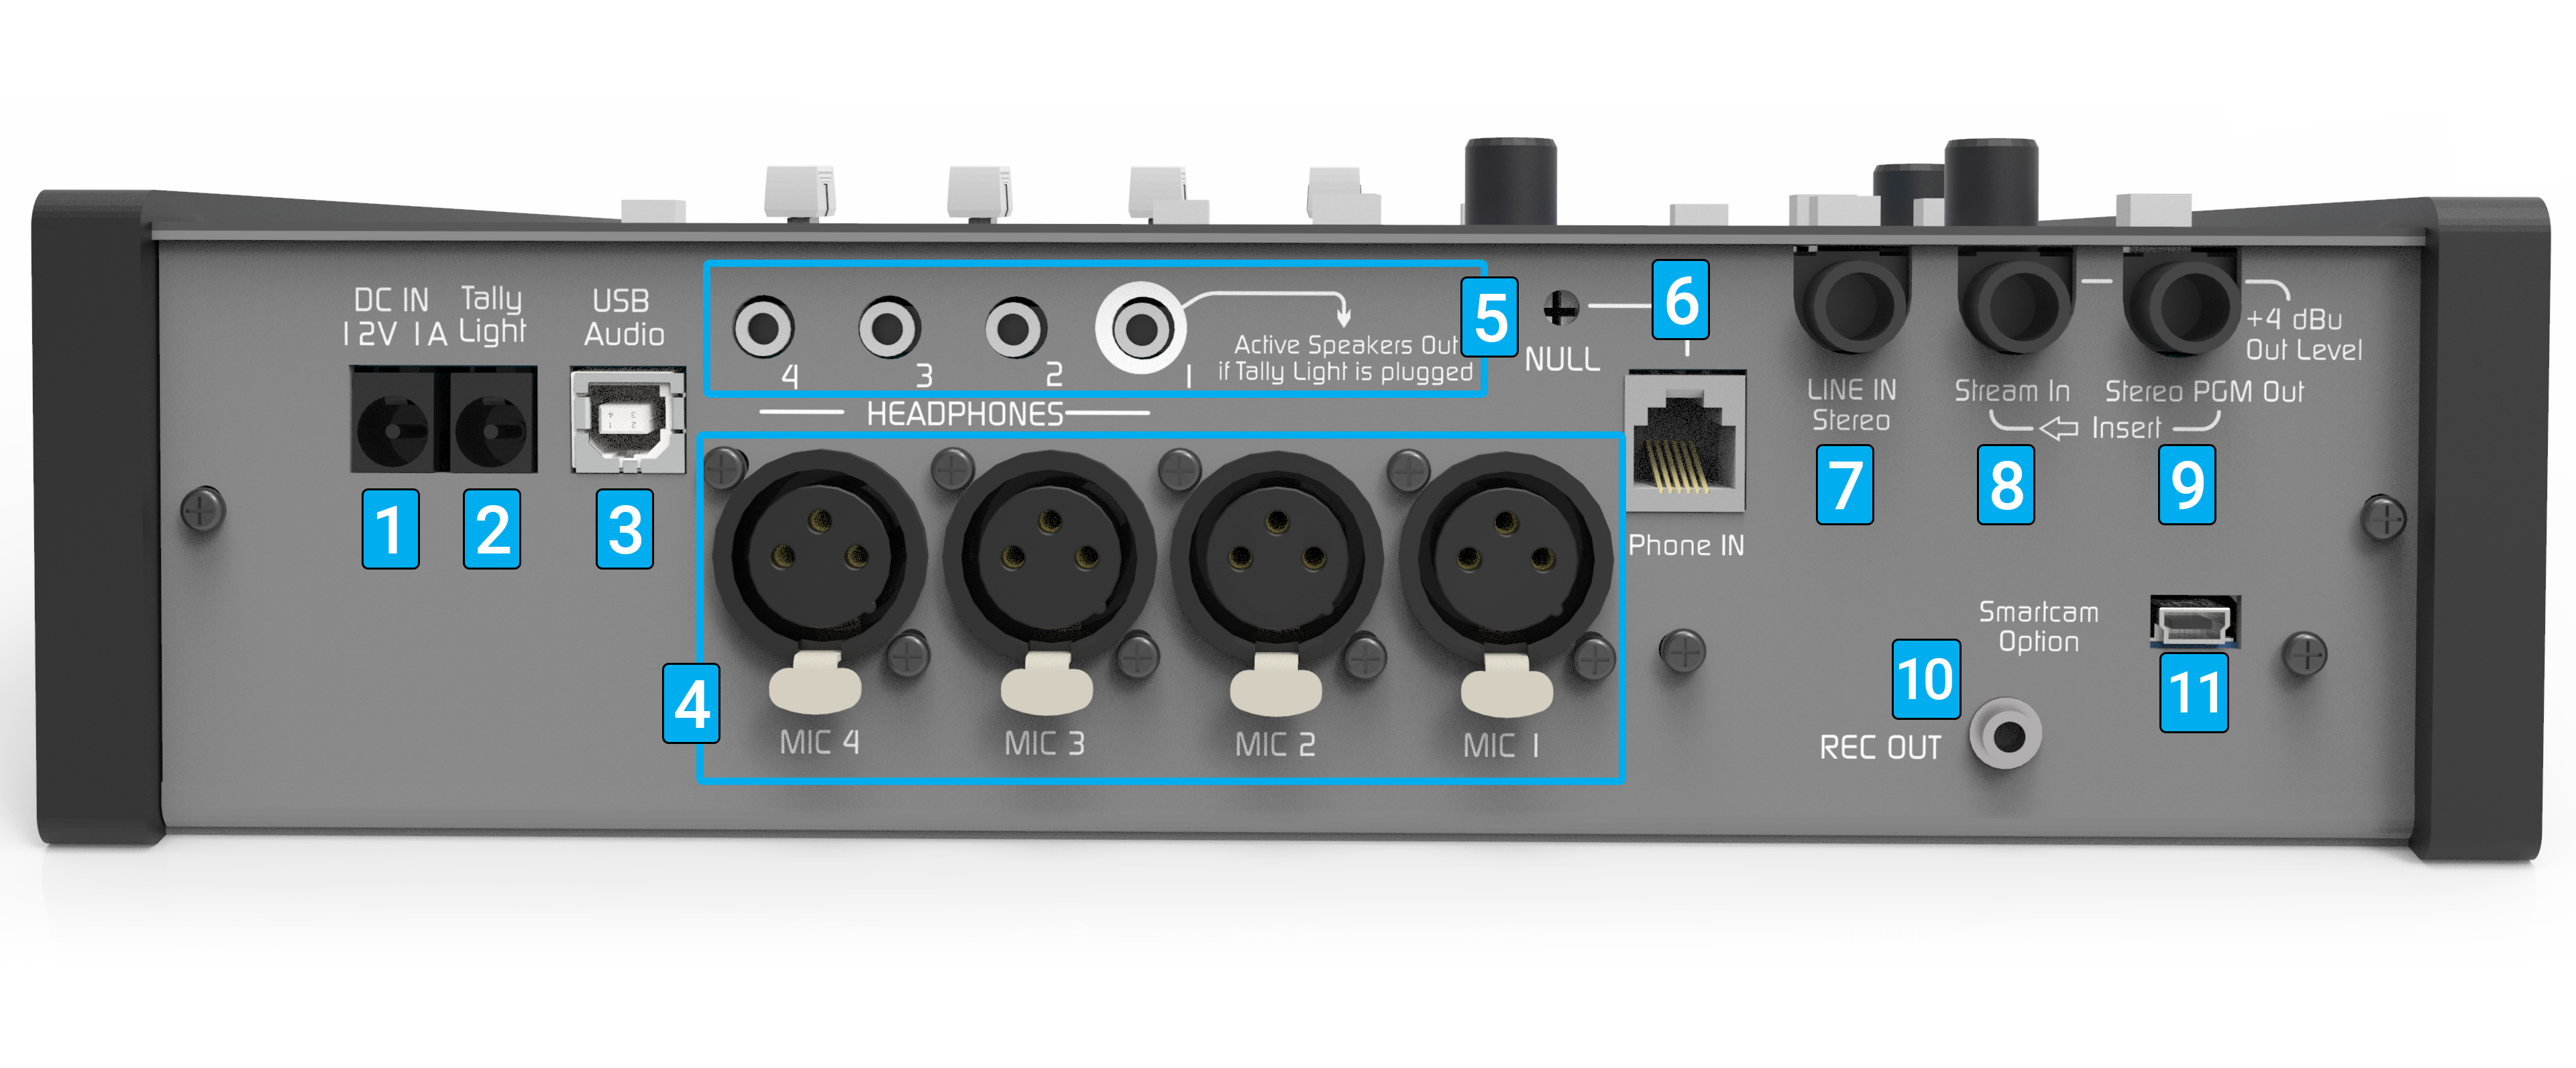 DC IN
12V 1A
Tally
Light
USB
Audio
4
3
2
1
Active Speakers Out
if Tally Light is plugged
HEADPHONES
5
NULL
6
LINE IN
Stereo
Stream In
Stereo PGM Out
Insert
+4 dBu
Out Level
1
2
3
7
8
9
Phone IN
4
MIC 4
MIC 3
MIC 2
MIC 1
10
REC OUT
Smartcam
Option
11